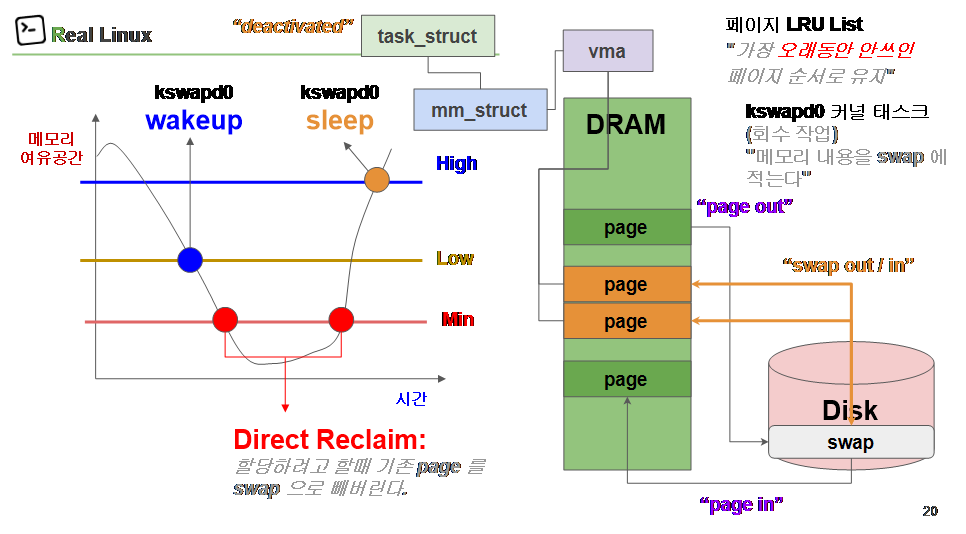 Real Linux
"deactivated"
task_struct
mm_struct
vma
페이지 LRU List
"가장 오래동안 안쓰인
페이지 순서로 유지"
kswapd0 커널 태스크
(회수 작업)
"'메모리 내용을 swap 에
적는다'"
kswapd0
wakeup
kswapd0
sleep
메모리
여유공간
High
Low
Min
시간
Direct Reclaim:
할당하려고 할때 기존 page 를
swap 으로 빼버린다.
DRAM
page
page
page
page
"page out"
"swap out / in"
Disk
swap
"page in"
20